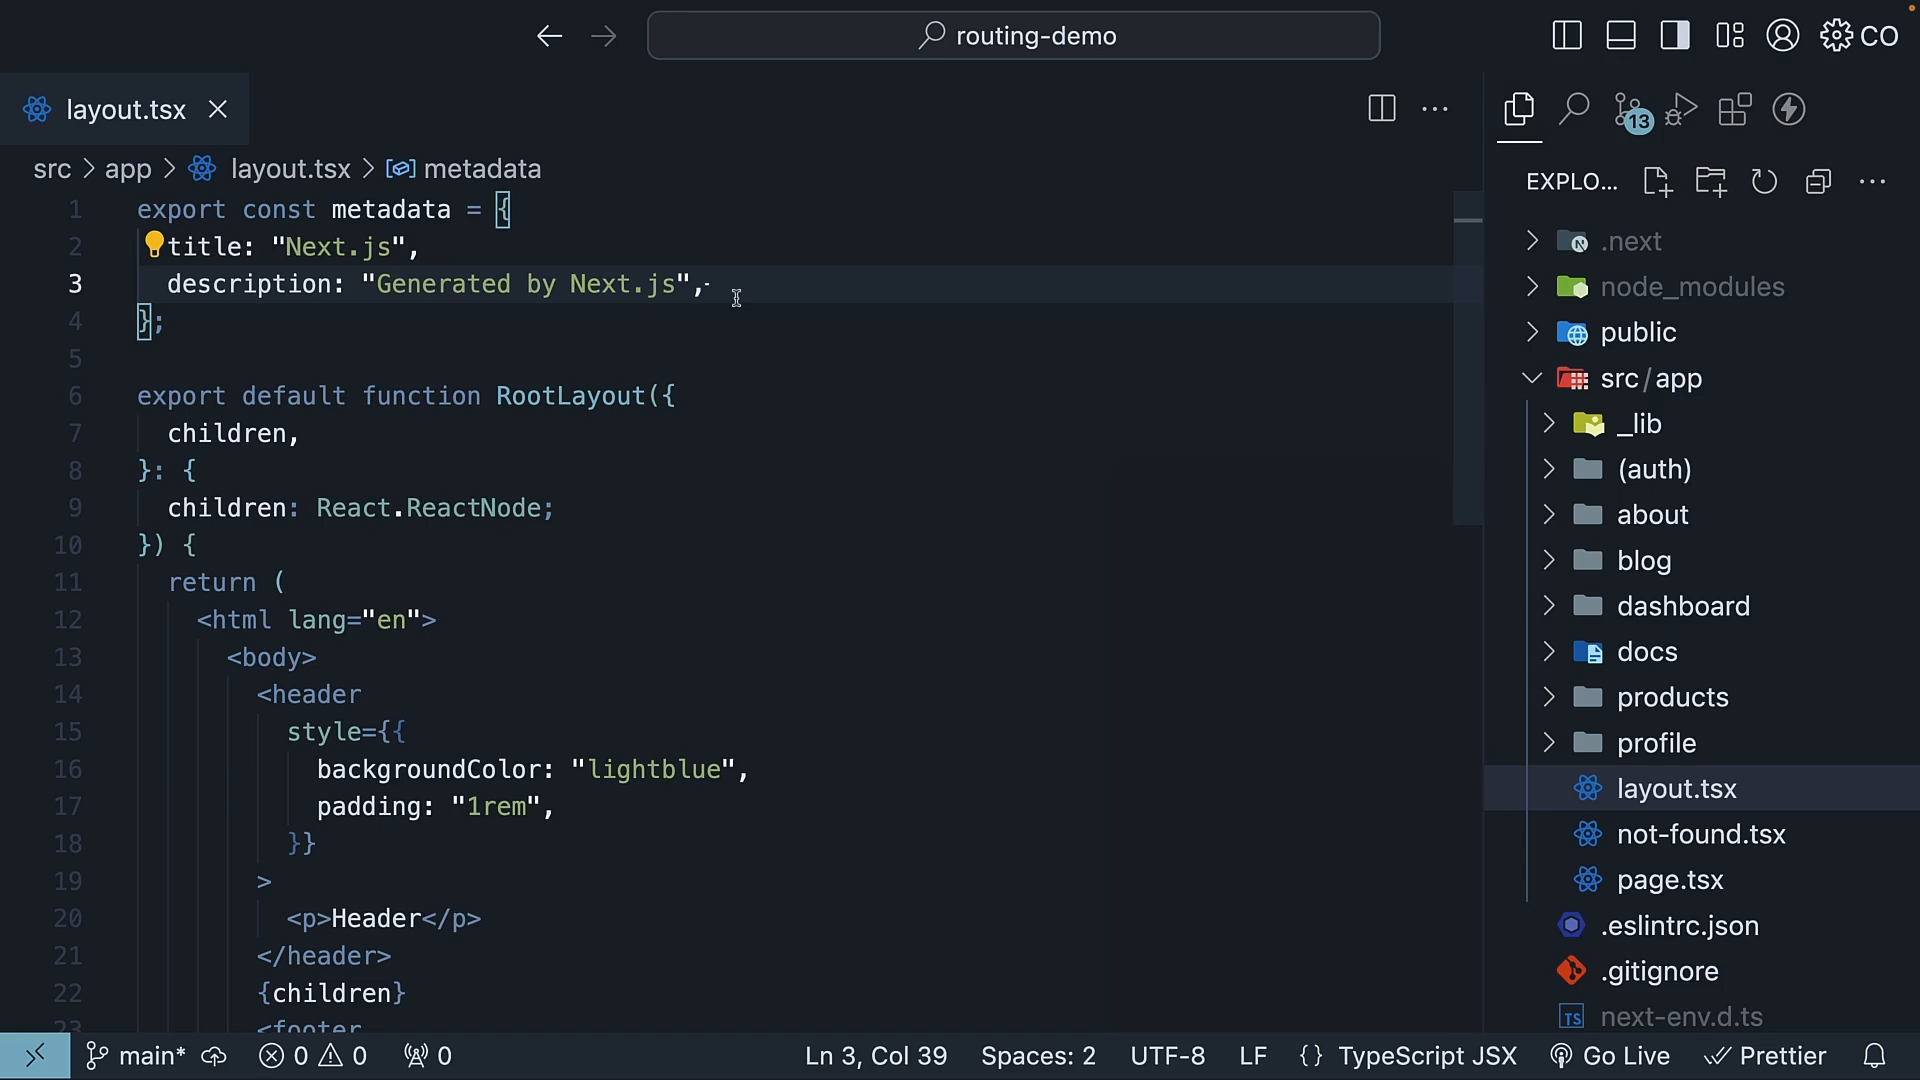 routing-demo
CO
layout.tsx
13
src > app > layout.tsx > metadata
EXPLO...
1 export const metadata = {
2 title: "Next.js",
3 description: "Generated by Next.js",
4 };
5
6 export default function RootLayout({
7 children,
8 }: {
9 children: React.ReactNode;
10 }) {
11 return (
12 <html lang="en">
13 <body>
14 <header
15 style={{
16 backgroundColor: "lightblue",
17 padding: "1rem",
18 }}
19 >
20 <p>Header</p>
21 </header>
22 {children}
23 <footer
.next
node_modules
public
src/app
_lib
(auth)
about
blog
dashboard
docs
products
profile
layout.tsx
not-found.tsx
page.tsx
.eslintrc.json
.gitignore
TS next-env.d.ts
main* 0 0 0 Ln 3, Col 39 Spaces: 2 UTF-8 LF {} TypeScript JSX Go Live Prettier